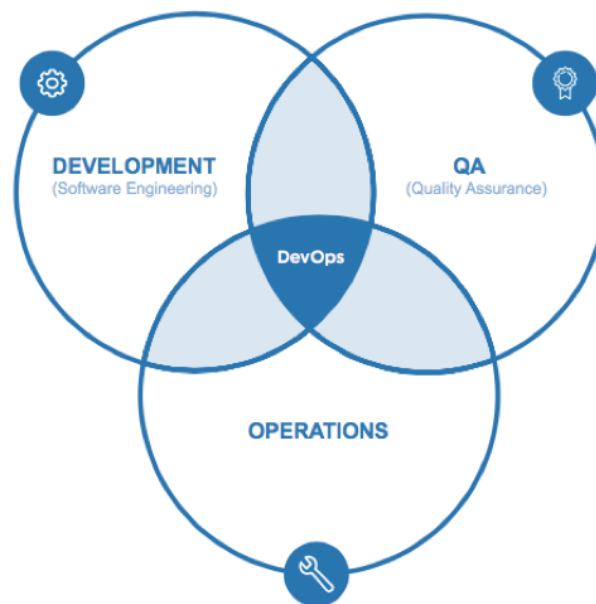 DEVELOPMENT
(Software Engineering)
QA
(Quality Assurance)
DevOps
OPERATIONS